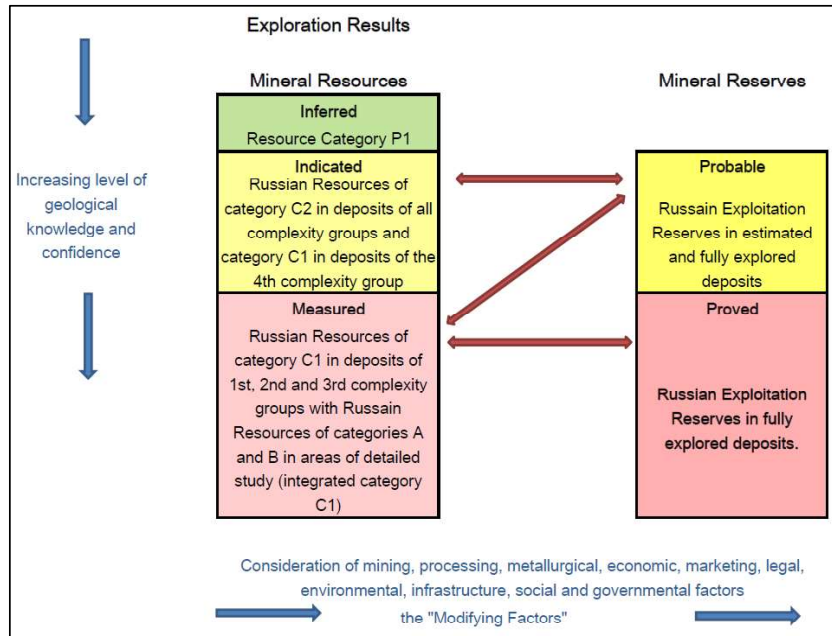 Exploration Results
Mineral Resources
Mineral Reserves
Increasing level of
geological
knowledge and
confidence
Inferred
Resource Category P1
Indicated
Russian Resources of
category C2 in deposits of all
complexity groups and
category C1 in deposits of the
4th complexity group
Measured
Russian Resources of
category C1 in deposits of
1st, 2nd and 3rd complexity
groups with Russain
Resources of categories A
and B in areas of detailed
study (integrated category
C1)
Probable
Russain Exploitation
Reserves in estimated
and fully explored
deposits
Proved
Russian Exploitation
Reserves in fully
explored deposits.
Consideration of mining, processing, metallurgical, economic, marketing, legal,
environmental, infrastructure, social and governmental factors
the "Modifying Factors"